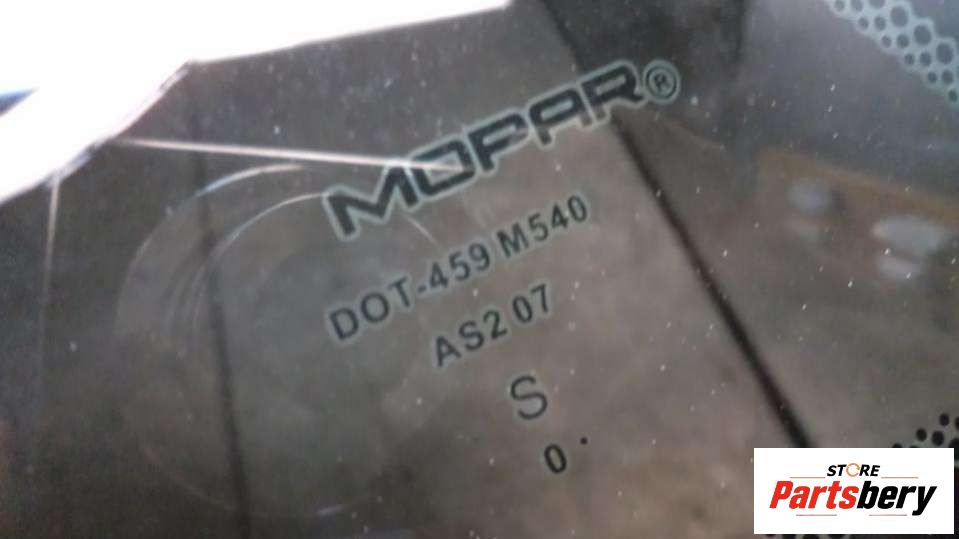 MOPAR®
DOT-459 M540
AS2 07
S
0 .
STORE
Partsbery